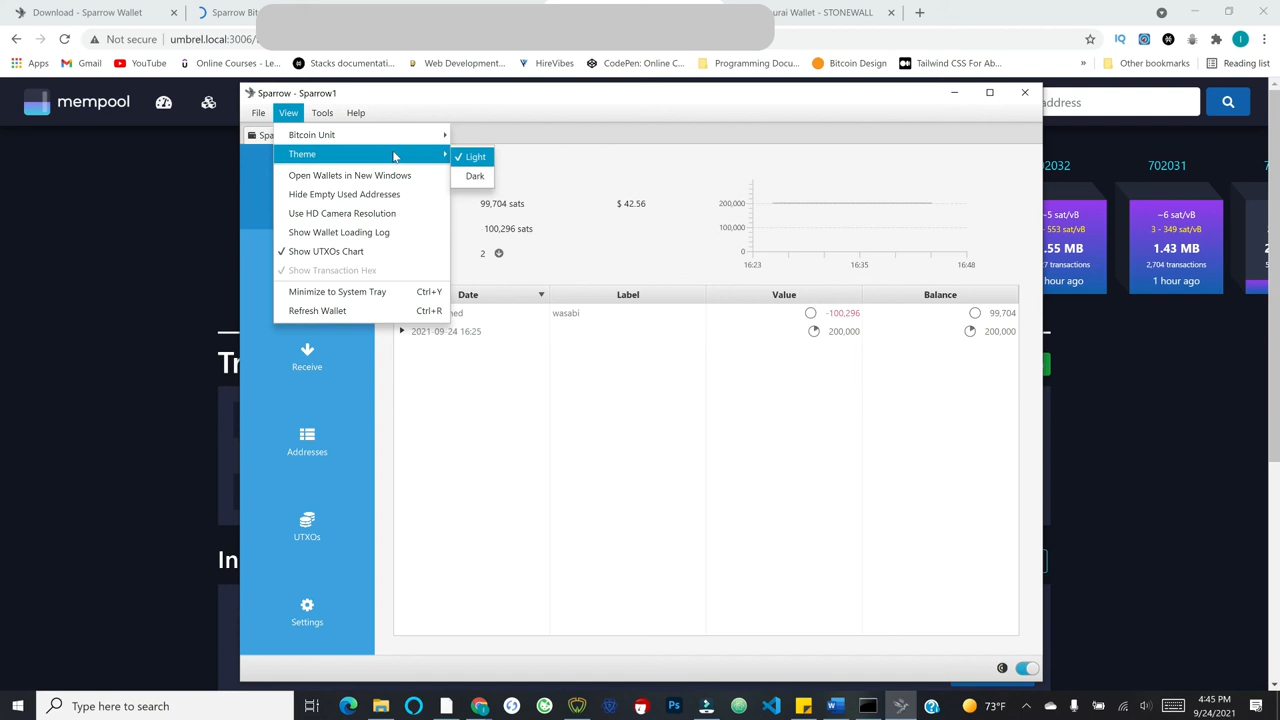 Download - Sparrow Wallet
Sparrow Bit
urai Wallet - STONEWALL
Not secure
umbrel.local:3006/
IQ
I
Apps
Gmail
YouTube
Online Courses - Le...
Stacks documentati...
Web Development...
HireVibes
CodePen: Online C...
Programming Docu...
Bitcoin Design
Tailwind CSS For Ab...
»
Other bookmarks
Reading list
mempool
address
Sparrow - Sparrow1
File
View
Tools
Help
Spa
Bitcoin Unit
Theme
Light
Dark
Open Wallets in New Windows
Hide Empty Used Addresses
Use HD Camera Resolution
Show Wallet Loading Log
Show UTXOs Chart
Show Transaction Hex
Minimize to System Tray Ctrl+Y
Refresh Wallet Ctrl+R
99,704 sats
$ 42.56
-100,296 sats
2
200,000
100,000
0
16:23
16:35
16:48
Date
Label
Value
Balance
wasabi
-100,296
99,704
2021-09-24 16:25
200,000
200,000
Receive
Addresses
UTXOs
Settings
2032
702031
~5 sat/vB
~6 sat/vB
553 sat/vB
3 - 349 sat/vB
.55 MB
1.43 MB
transactions
2,704 transactions
hour ago
1 hour ago
Tr
In
Type here to search
73°F
4:45 PM
9/24/2021